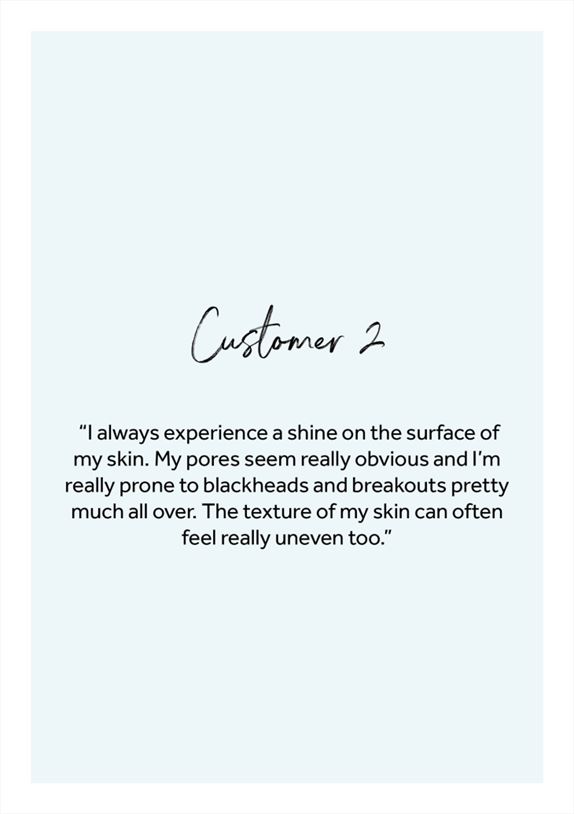 Customer 2
“I always experience a shine on the surface of
my skin. My pores seem really obvious and I’m
really prone to blackheads and breakouts pretty
much all over. The texture of my skin can often
feel really uneven too.”